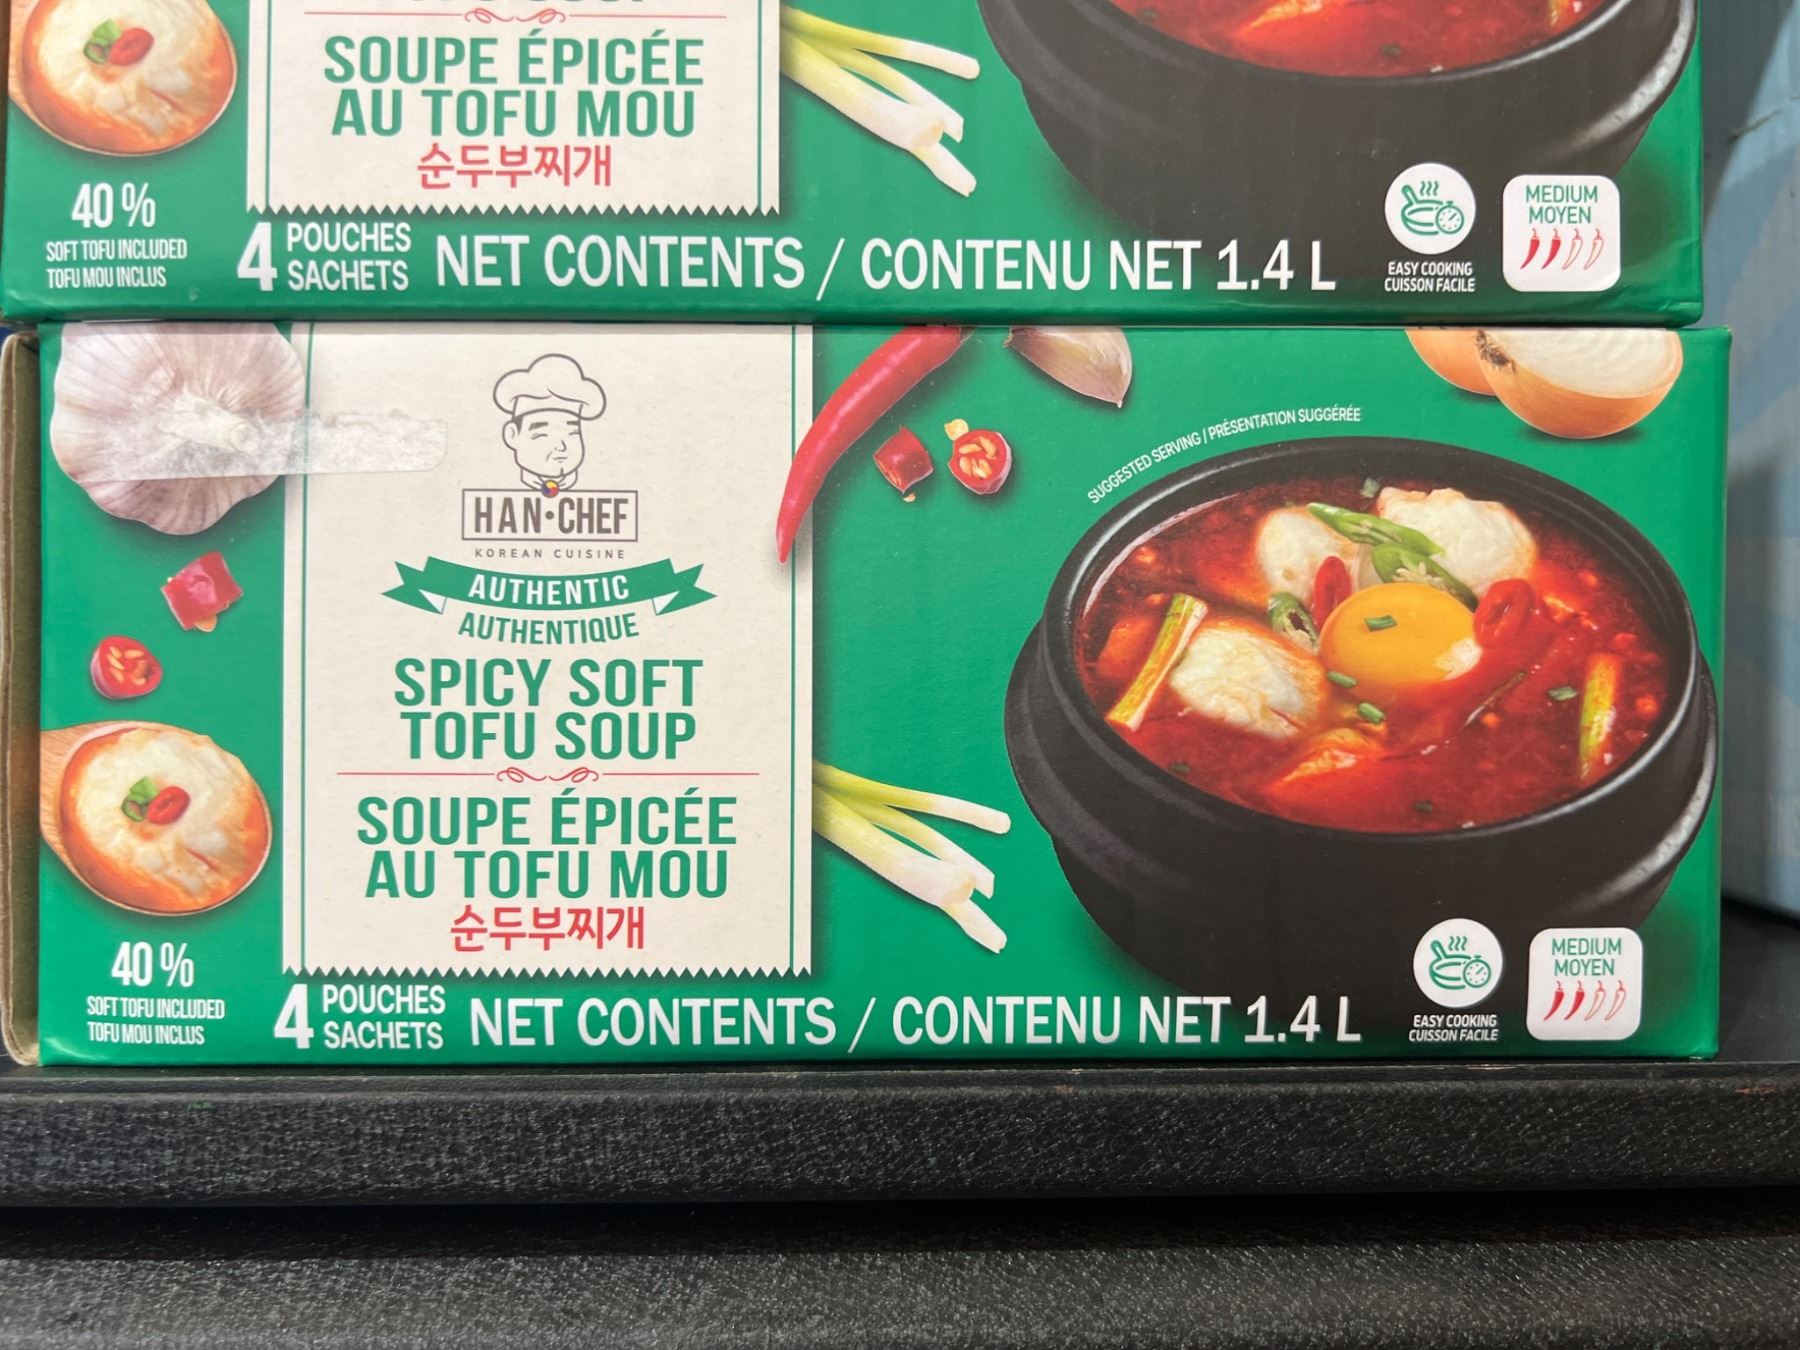 SOUPE ÉPICÉE
AU TOFU MOU
순두부찌개
40 %
SOFT TOFU INCLUDED
TOFU MOU INCLUS
4 POUCHES
SACHETS
NET CONTENTS / CONTENU NET 1.4 L
EASY COOKING
CUISSON FACILE
MEDIUM
MOYEN
HAN•CHEF
KOREAN CUISINE
AUTHENTIC
AUTHENTIQUE
SPICY SOFT
TOFU SOUP
SOUPE ÉPICÉE
AU TOFU MOU
순두부찌개
SUGGESTED SERVING / PRÉSENTATION SUGGÉRÉE
40 %
SOFT TOFU INCLUDED
TOFU MOU INCLUS
4 POUCHES
SACHETS
NET CONTENTS / CONTENU NET 1.4 L
EASY COOKING
CUISSON FACILE
MEDIUM
MOYEN